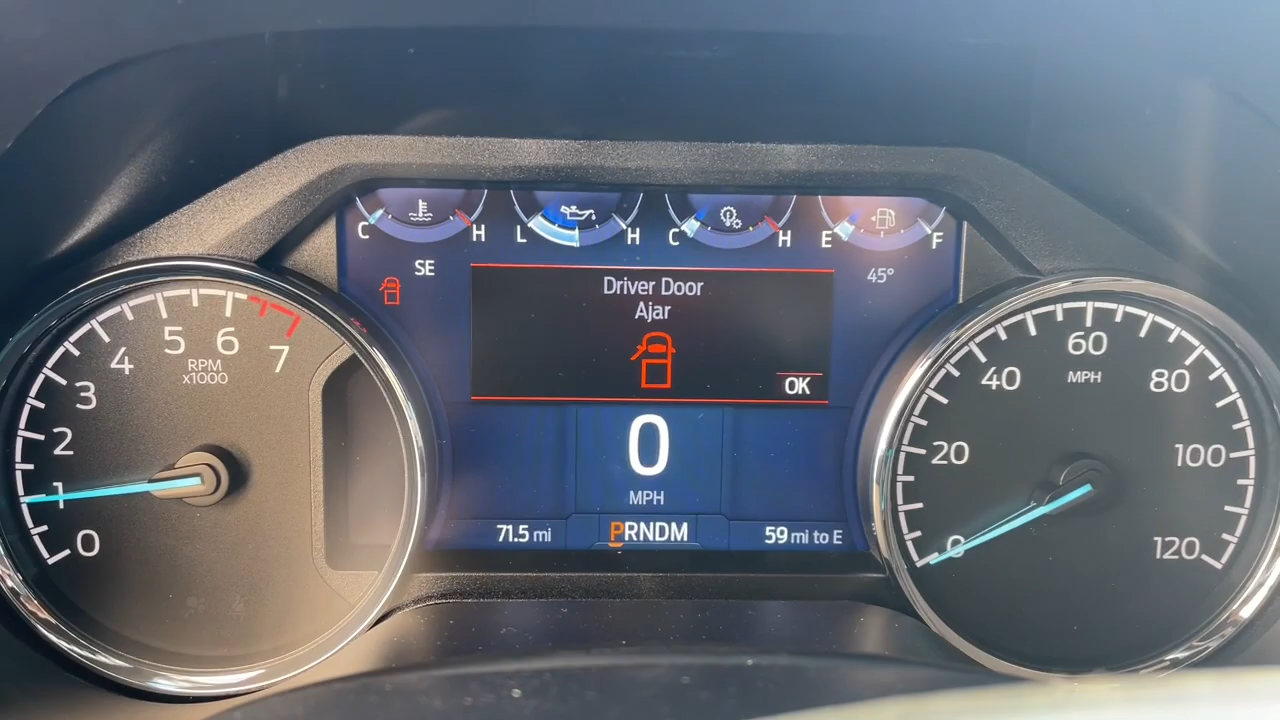 C H L H C H E F
SE
45°
Driver Door
Ajar
OK
0
MPH
71.5 mi
PRNDM
59 mi to E
0 1 2 3 4 5 6 7
RPM
x1000
0 20 40 60 80 100 120
MPH